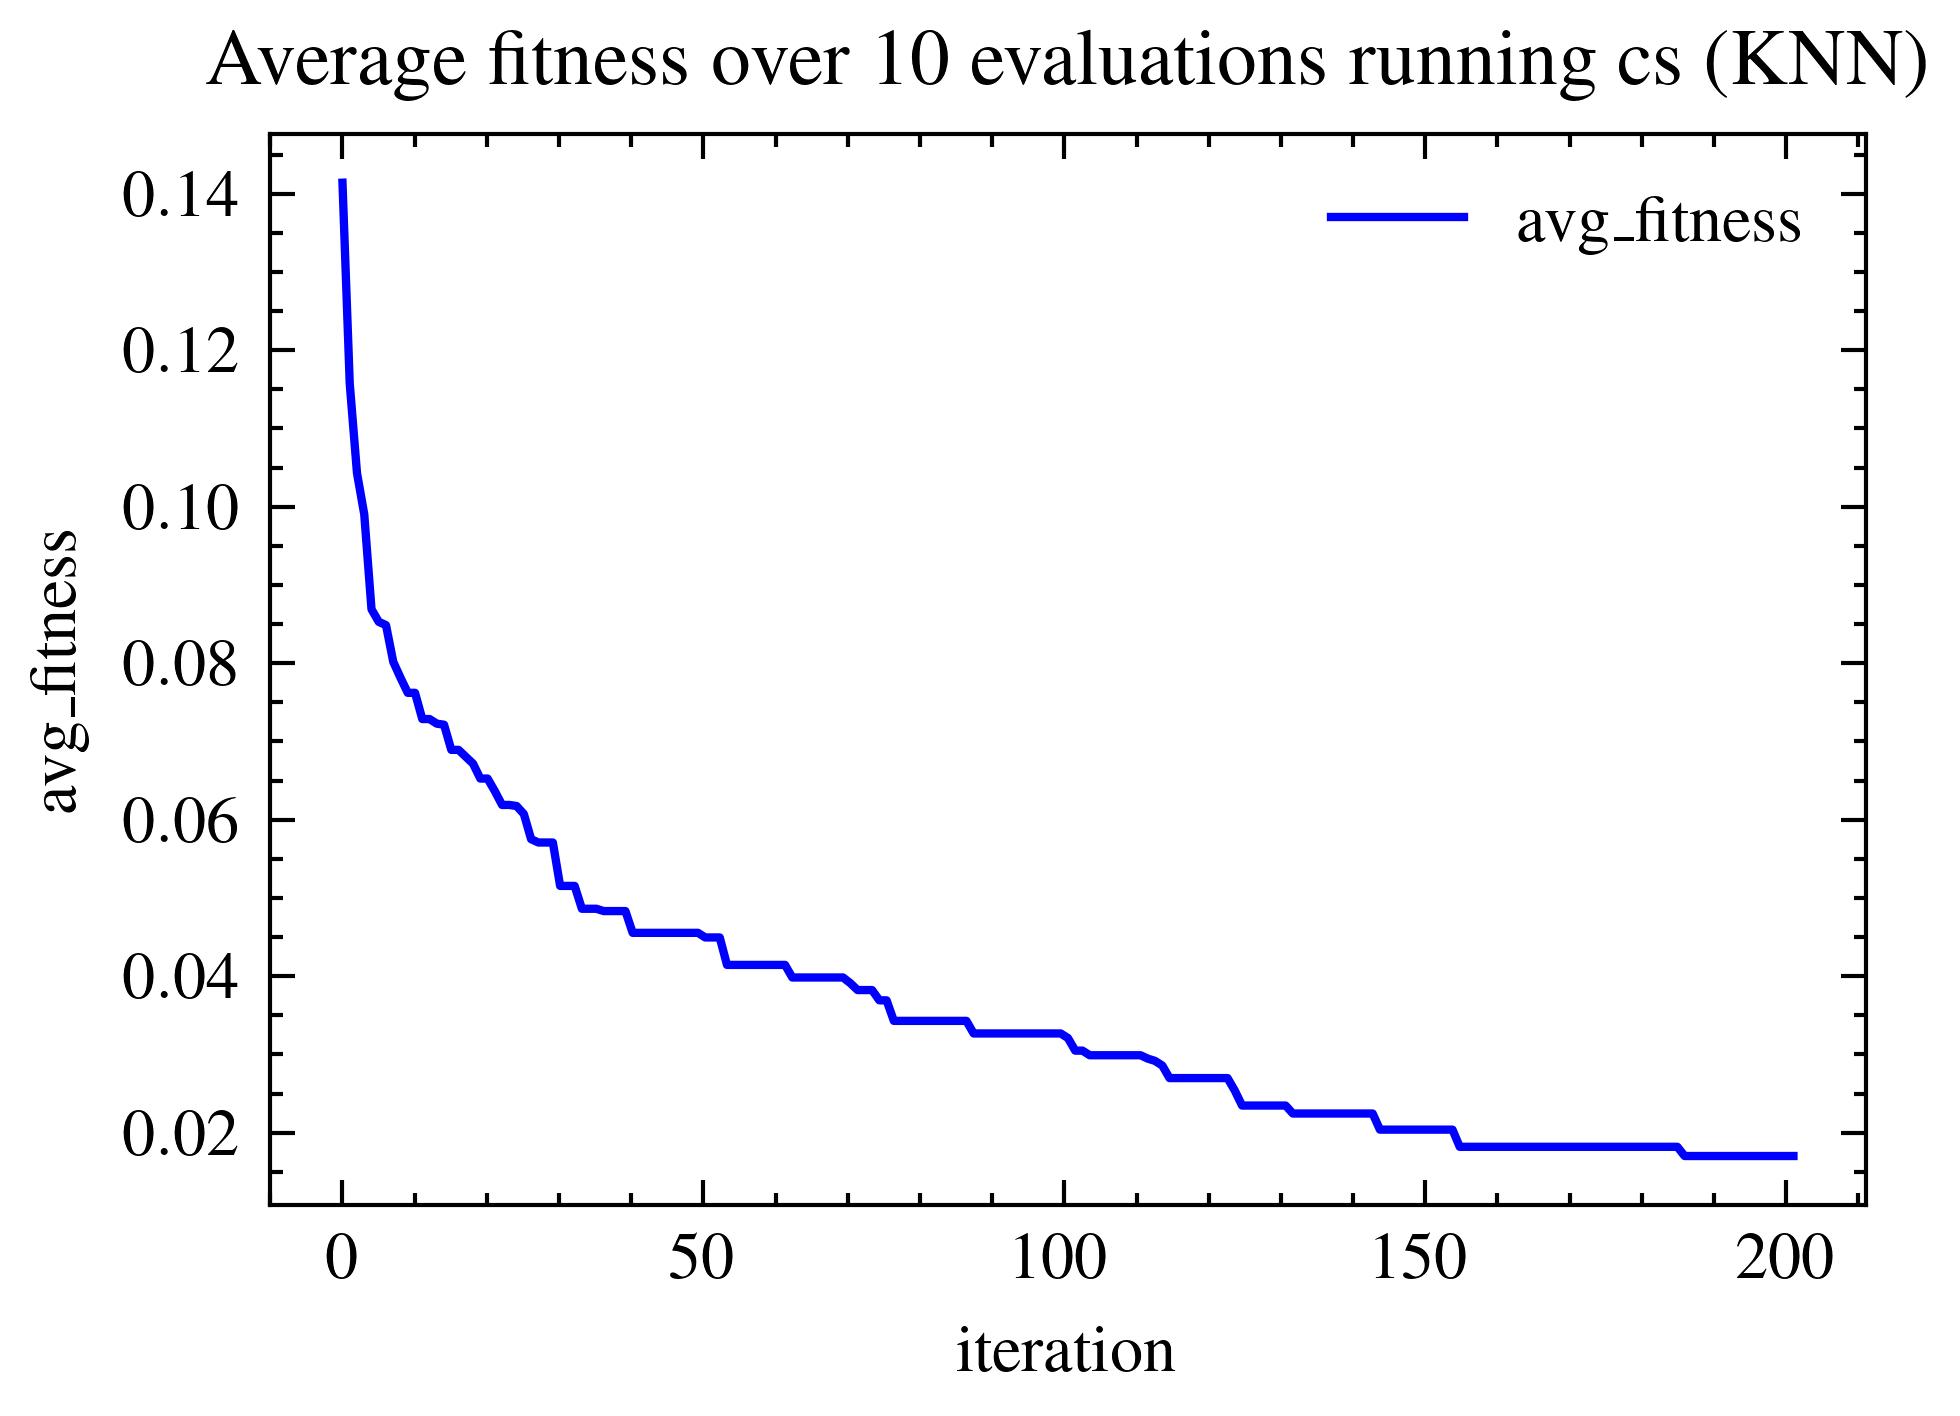 Average fitness over 10 evaluations running cs (KNN)
avg_fitness
0.14
0.12
0.10
0.08
0.06
0.04
0.02
avg_fitness
0 50 100 150 200
iteration